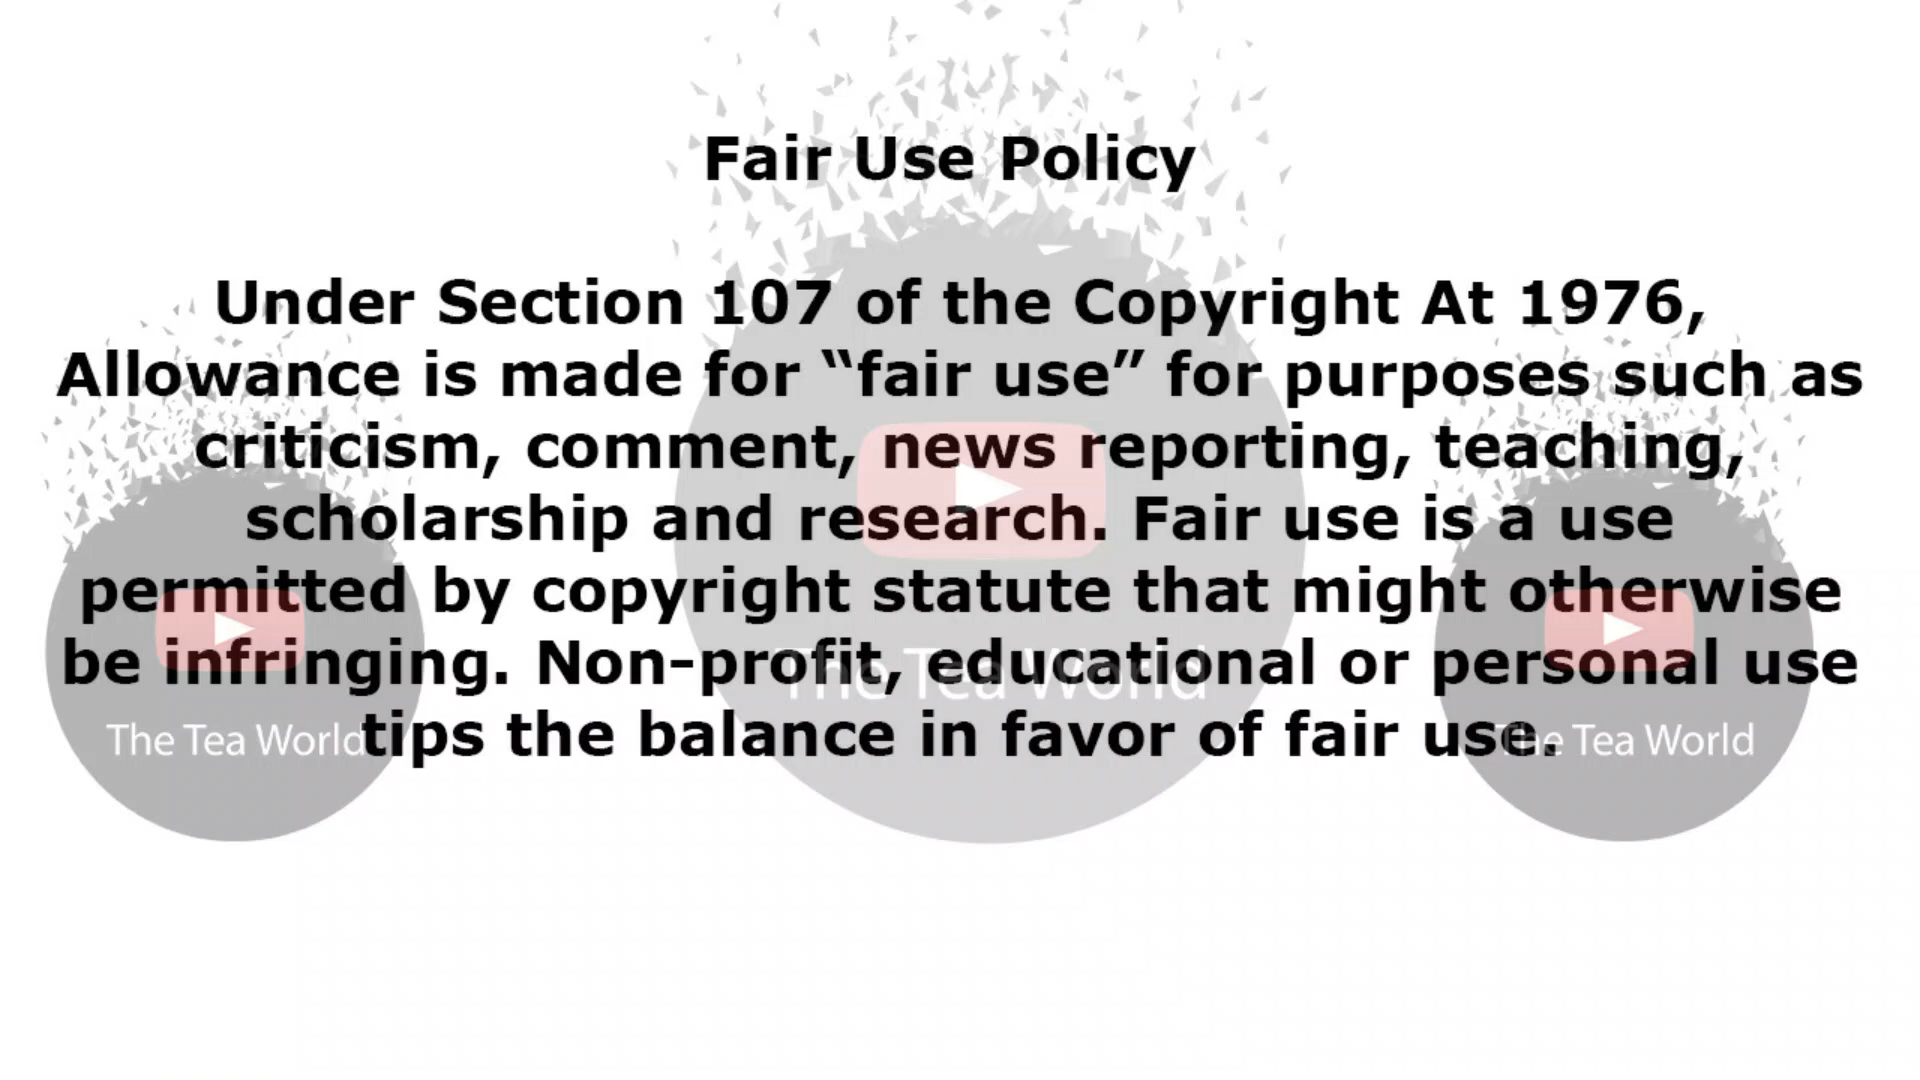 Fair Use Policy
Under Section 107 of the Copyright At 1976,
Allowance is made for “fair use” for purposes such as
criticism, comment, news reporting, teaching,
scholarship and research. Fair use is a use
permitted by copyright statute that might otherwise
be infringing. Non-profit, educational or personal use
tips the balance in favor of fair use.
The Tea World
The Tea World
The Tea World